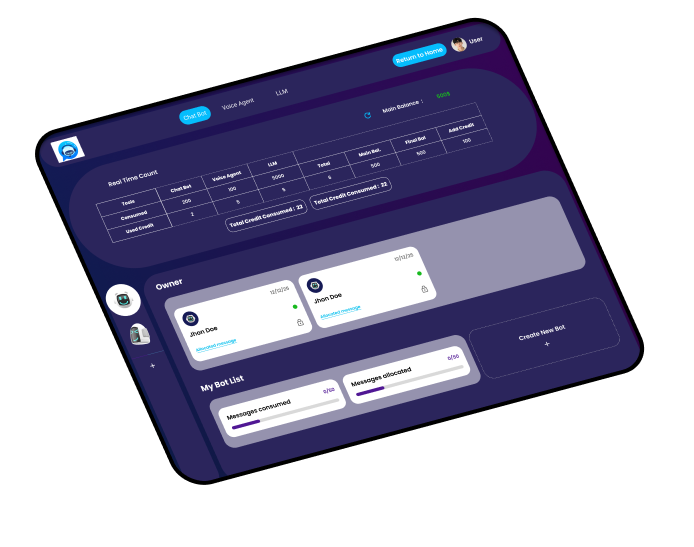 Chat Bot
Voice Agent
LLM
Return to Home
User
Real Time Count
Main Balance :
500$
Tools Chat Bot Voice Agent LLM Total Main Bal. Final Bot Add Credit
Consumed 200 100 5000 6 500 500 100
Used Credit 2 5 5
Total Credit Consumed : 22
Total Credit Consumed : 22
Owner
12/12/25
Jhon Doe
Allocated message
12/12/25
Jhon Doe
Allocated message
My Bot List
Messages consumed
0/50
Messages allocated
0/50
Create New Bot
+
+